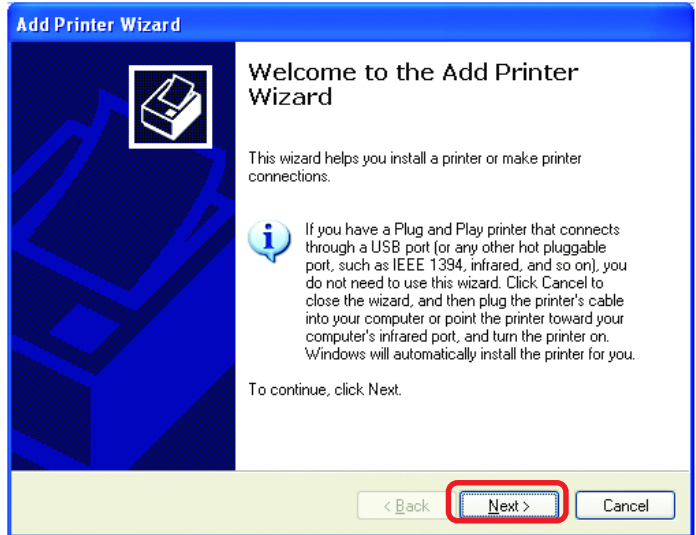 Add Printer Wizard
Welcome to the Add Printer
Wizard
This wizard helps you install a printer or make printer
connections.
If you have a Plug and Play printer that connects
through a USB port (or any other hot pluggable
port, such as IEEE 1394, infrared, and so on), you
do not need to use this wizard. Click Cancel to
close the wizard, and then plug the printer's cable
into your computer or point the printer toward your
computer's infrared port, and turn the printer on.
Windows will automatically install the printer for you.
To continue, click Next.
< Back Next > Cancel